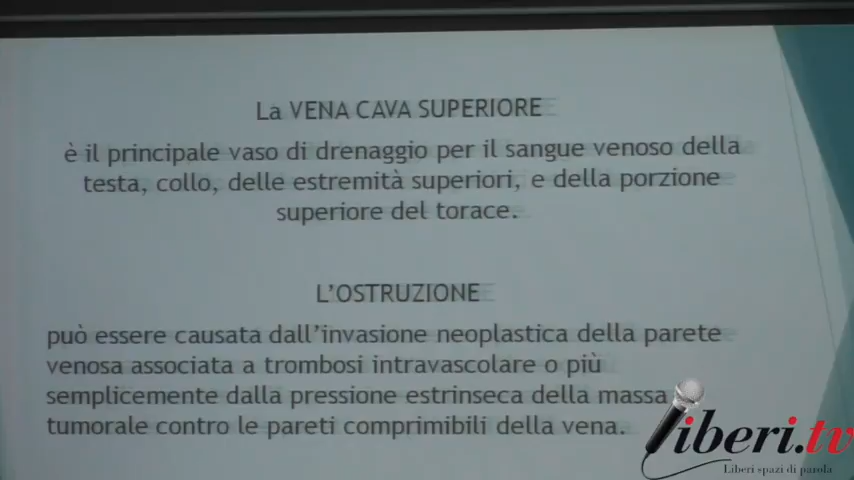 La VENA CAVA SUPERIORE
è il principale vaso di drenaggio per il sangue venoso della
testa, collo, delle estremità superiori, e della porzione
superiore del torace.
L'OSTRUZIONE
può essere causata dall'invasione neoplastica della parete
venosa associata a trombosi intravascolare o più
semplicemente dalla pressione estrinseca della massa
tumorale contro le pareti comprimibili della vena.
liberi.tv
Liberi spazi di parola